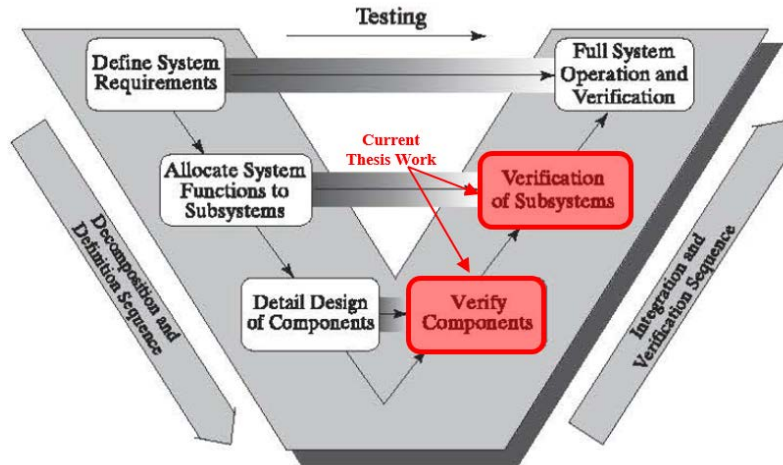 Testing
Define System
Requirements
Full System
Operation and
Verification
Current
Thesis Work
Allocate System
Functions to
Subsystems
Verification
of Subsystems
Detail Design
of Components
Verify
Components
Decomposition and
Definition Sequence
Integration and
Verification Sequence